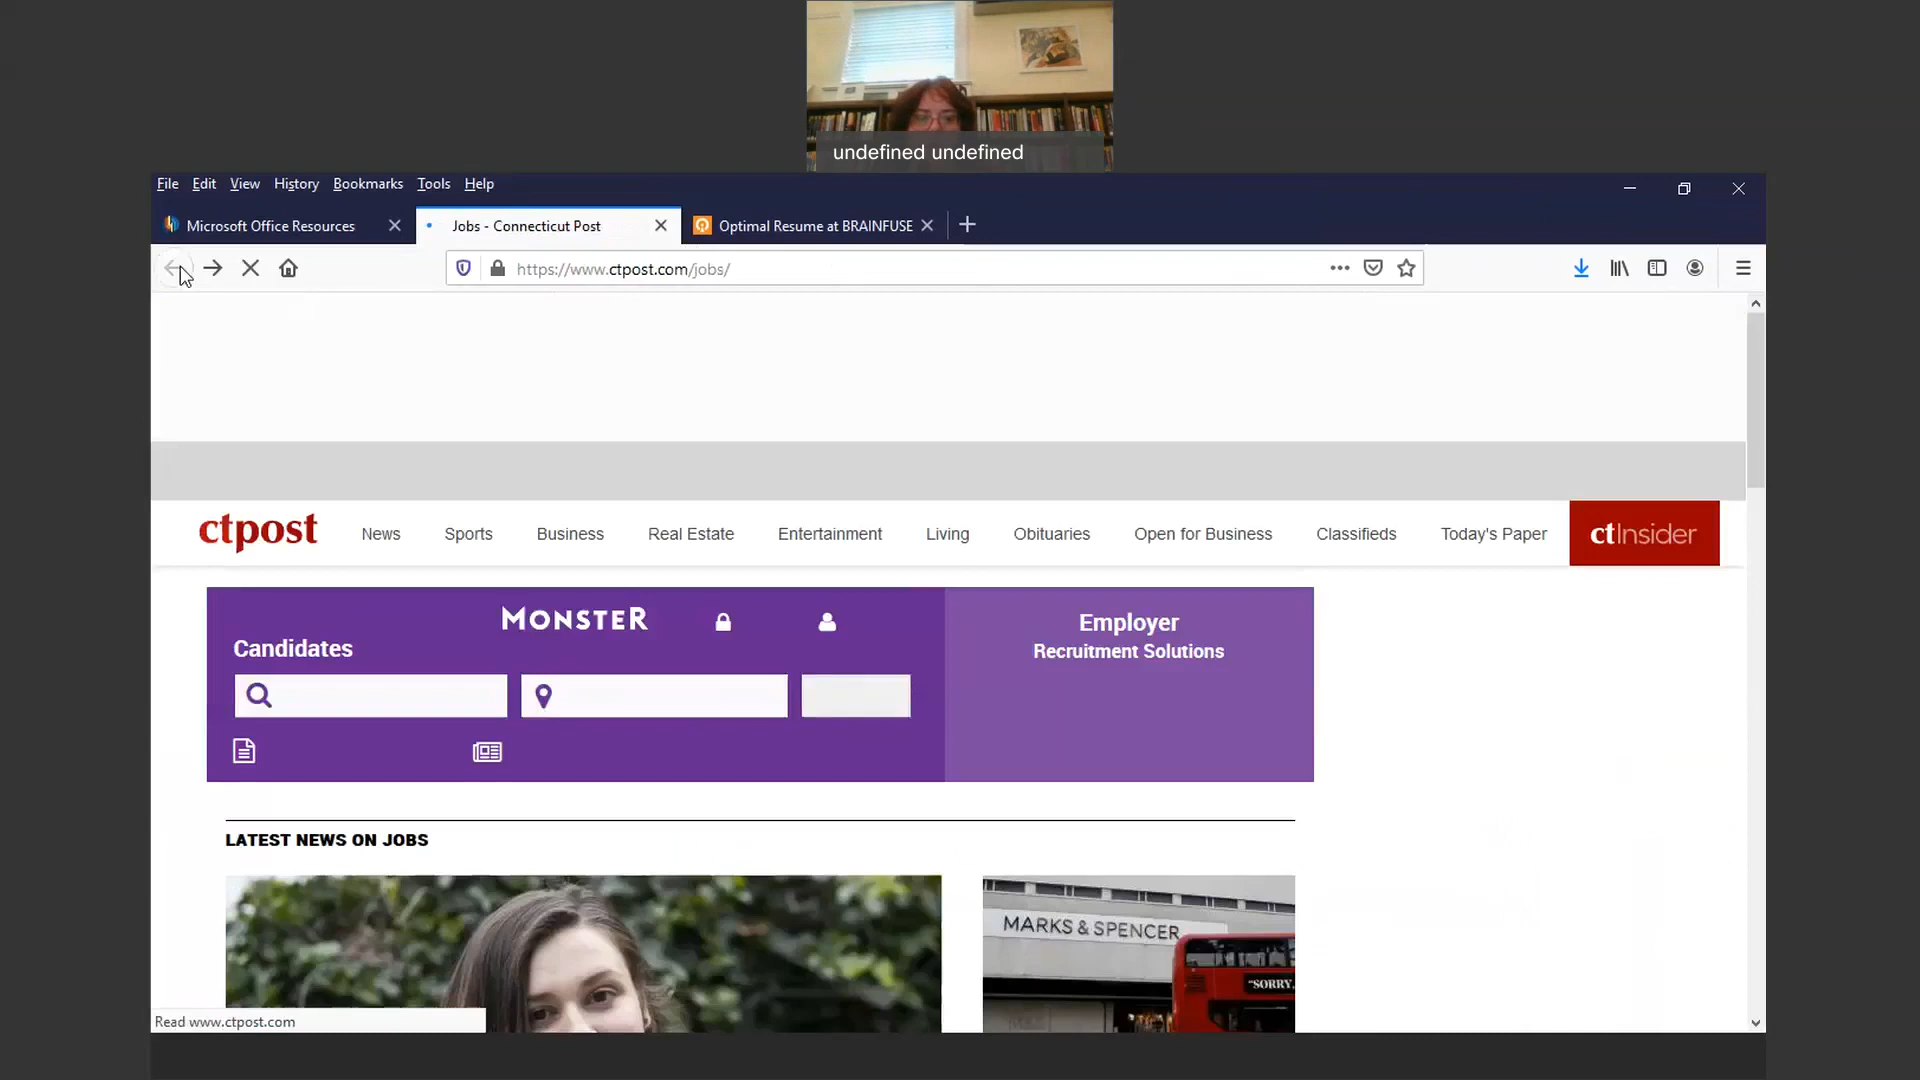 undefined undefined
File Edit View History Bookmarks Tools Help
Microsoft Office Resources
Jobs - Connecticut Post
Optimal Resume at BRAINFUSE
https://www.ctpost.com/jobs/
ctpost
News
Sports
Business
Real Estate
Entertainment
Living
Obituaries
Open for Business
Classifieds
Today's Paper
ctInsider
MONSTER
Candidates
Employer
Recruitment Solutions
LATEST NEWS ON JOBS
MARKS & SPENCER
"SORRY,
Read www.ctpost.com